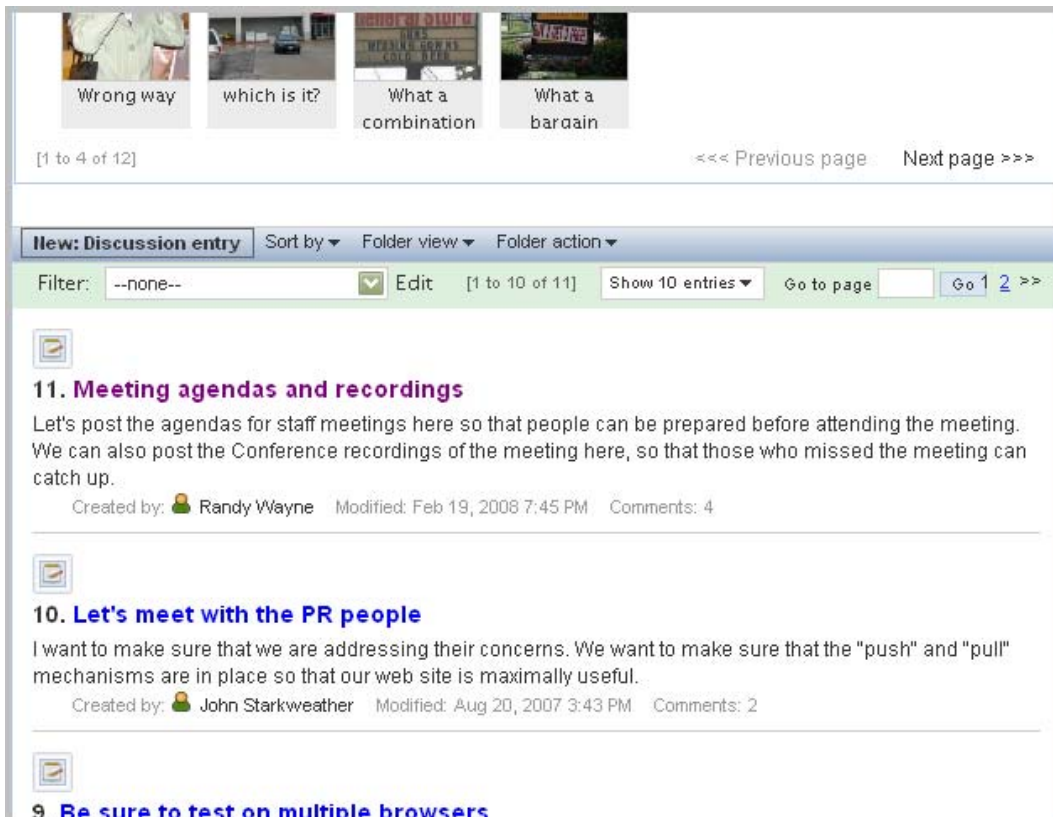 General Store
GUNS
WEDDING GOWNS
COLD BEER
Wrong way which is it? What a combination What a bargain
[1 to 4 of 12] <<< Previous page Next page >>>
New: Discussion entry Sort by Folder view Folder action
Filter: --none-- Edit [1 to 10 of 11] Show 10 entries Go to page Go 1 2 >>
11. Meeting agendas and recordings
Let's post the agendas for staff meetings here so that people can be prepared before attending the meeting.
We can also post the Conference recordings of the meeting here, so that those who missed the meeting can
catch up.
Created by: Randy Wayne Modified: Feb 19, 2008 7:45 PM Comments: 4
10. Let's meet with the PR people
I want to make sure that we are addressing their concerns. We want to make sure that the "push" and "pull"
mechanisms are in place so that our web site is maximally useful.
Created by: John Starkweather Modified: Aug 20, 2007 3:43 PM Comments: 2
9. Be sure to test on multiple browsers